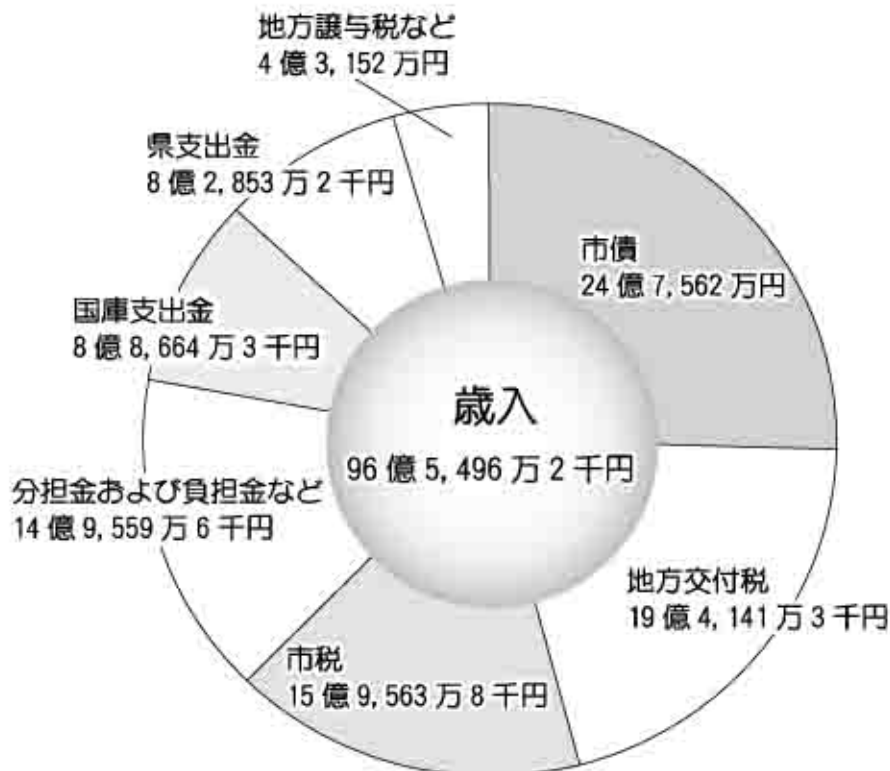 地方譲与税など
4億3,152万円
県支出金
8億2,853万2千円
国庫支出金
8億8,664万3千円
分担金および負担金など
14億9,559万6千円
市税
15億9,563万8千円
地方交付税
19億4,141万3千円
市債
24億7,562万円
歳入
96億5,496万2千円